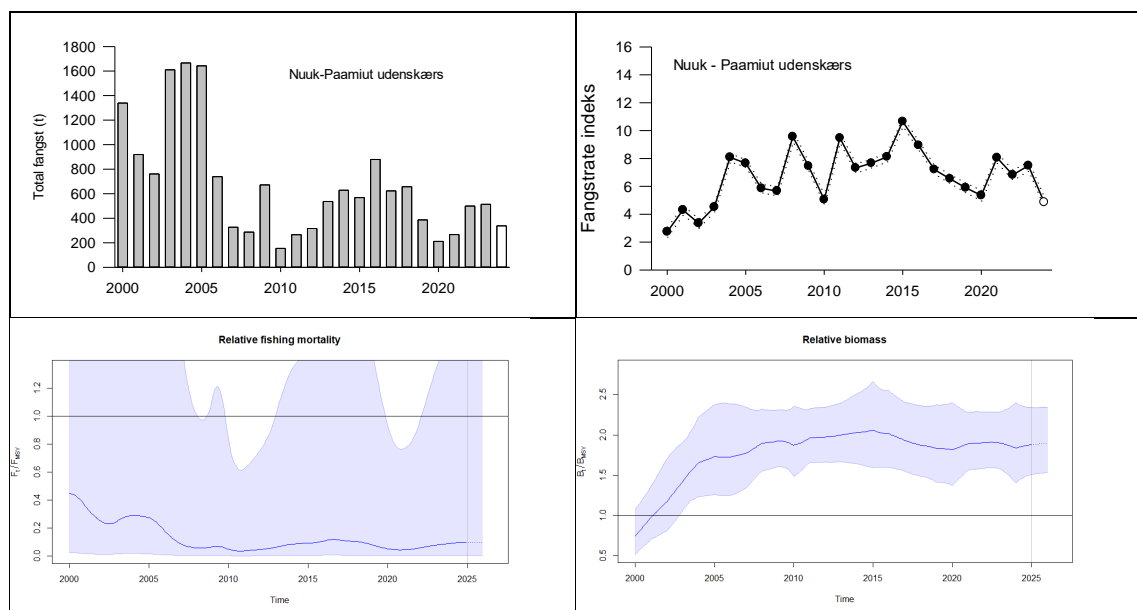 Nuuk-Paamiut udenskærs
Total fangst (t)
1800
1600
1400
1200
1000
800
600
400
200
0
2000 2005 2010 2015 2020
Nuuk - Paamiut udenskærs
Fangstrate indeks
16
14
12
10
8
6
4
2
0
2000 2005 2010 2015 2020
Relative fishing mortality
Ft/FMSY
1.2
1.0
0.8
0.6
0.4
0.2
0.0
2000 2005 2010 2015 2020 2025
Time
Relative biomass
Bt/BMSY
2.5
2.0
1.5
1.0
0.5
2000 2005 2010 2015 2020 2025
Time